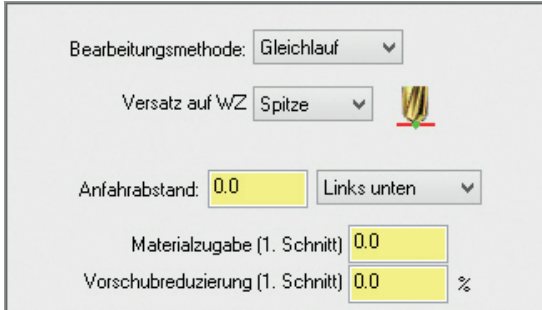 Bearbeitungsmethode: Gleichlauf
Versatz auf WZ Spitze
Anfahrabstand: 0.0 Links unten
Materialzugabe (1. Schnitt) 0.0
Vorschubreduzierung (1. Schnitt) 0.0 %